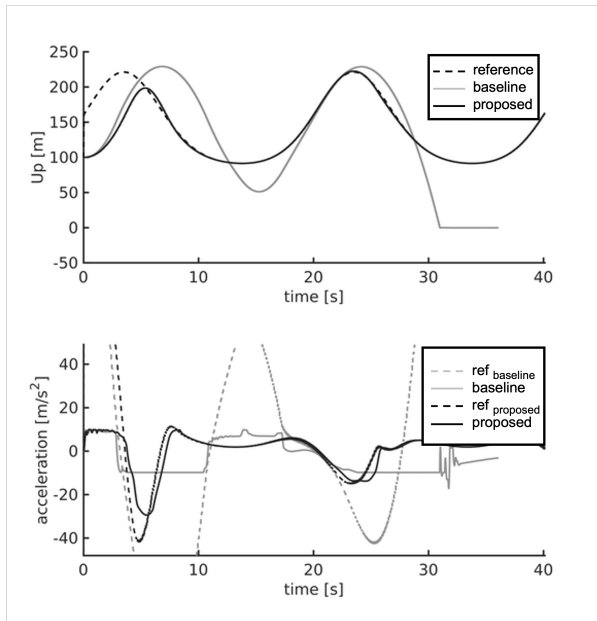 250
200
150
100
50
0
-50
Up [m]
reference
baseline
proposed
0 10 20 30 40
time [s]
40
20
0
-20
-40
acceleration [m/s²]
ref baseline
baseline
ref proposed
proposed
0 10 20 30 40
time [s]